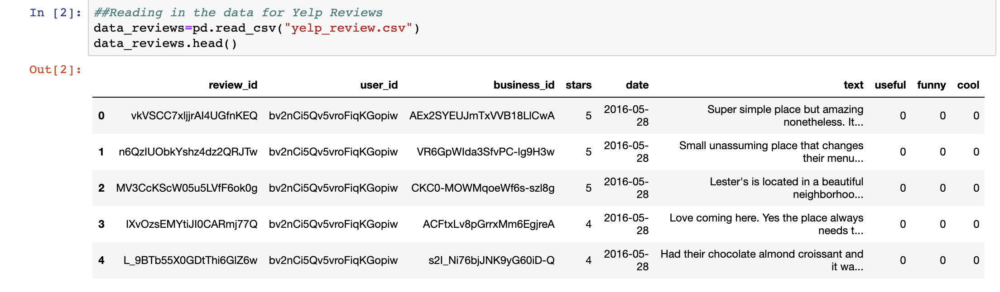 In [2]: ##Reading in the data for Yelp Reviews
data_reviews=pd.read_csv("yelp_review.csv")
data_reviews.head()
Out[2]:
review_id user_id business_id stars date text useful funny cool
0 vkVSCC7xljjrAI4UGfnKEQ bv2nCi5Qv5vroFiqKGopiw AEx2SYEUJmTxVVB18LlCwA 5 2016-05-28 Super simple place but amazing nonetheless. It... 0 0 0
1 n6QzIUObkYshz4dz2QRJTw bv2nCi5Qv5vroFiqKGopiw VR6GpWIda3SfvPC-lg9H3w 5 2016-05-28 Small unassuming place that changes their menu... 0 0 0
2 MV3CcKScW05u5LVfF6ok0g bv2nCi5Qv5vroFiqKGopiw CKC0-MOWMqoeWf6s-szl8g 5 2016-05-28 Lester's is located in a beautiful neighborhoo... 0 0 0
3 IXvOzsEMYtiJI0CARmj77Q bv2nCi5Qv5vroFiqKGopiw ACFtxLv8pGrrxMm6EgjreA 4 2016-05-28 Love coming here. Yes the place always needs t... 0 0 0
4 L_9BTb55X0GDtThi6GlZ6w bv2nCi5Qv5vroFiqKGopiw s2I_Ni76bjJNK9yG60iD-Q 4 2016-05-28 Had their chocolate almond croissant and it wa... 0 0 0